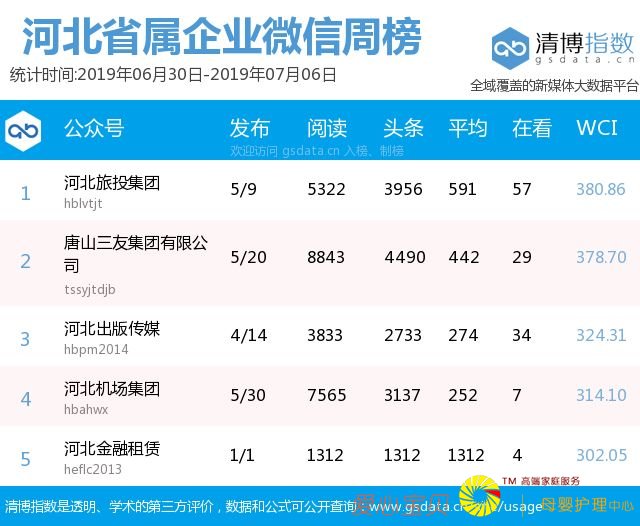 河北省属企业微信周榜
统计时间:2019年06月30日-2019年07月06日
清博指数
gsdata.cn
全域覆盖的新媒体大数据平台
公众号 发布 阅读 头条 平均 在看 WCI
欢迎访问 gsdata.cn 入榜、制榜
1 河北旅投集团 5/9 5322 3956 591 57 380.86
hblvtjt
2 唐山三友集团有限公 5/20 8843 4490 442 29 378.70
司
tssyjtdjb
3 河北出版传媒 4/14 3833 2733 274 34 324.31
hbpm2014
4 河北机场集团 5/30 7565 3137 252 7 314.10
hbahwx
5 河北金融租赁 1/1 1312 1312 1312 4 302.05
heflc2013
TM 高端家庭服务
清博指数是透明、学术的第三方评价，数据和公式可公开查询：www.gsdata.cn/site/usage
爱心宝贝 母婴护理中心